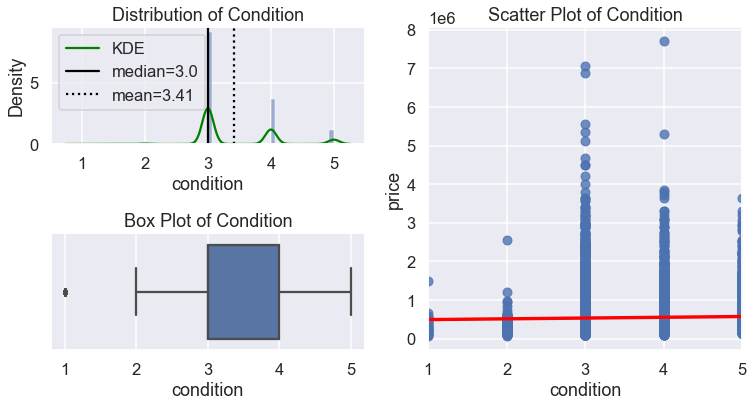 Distribution of Condition
Density
5
0
KDE
median=3.0
mean=3.41
1 2 3 4 5
condition
Box Plot of Condition
1 2 3 4 5
condition
Scatter Plot of Condition
1e6
price
8
7
6
5
4
3
2
1
0
1 2 3 4 5
condition